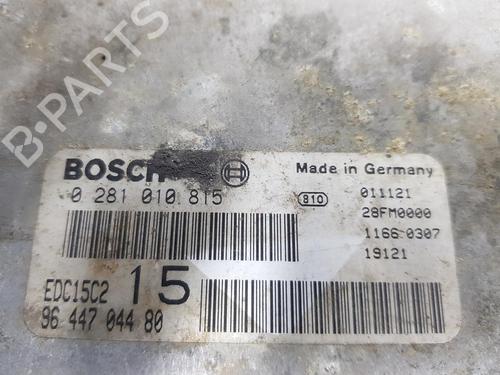 B-PARTS
BOSCH
Made in Germany
0 281 010 815
810
011121
28FM0000
1166 0307
19121
EDC15C2 15
96 447 044 80